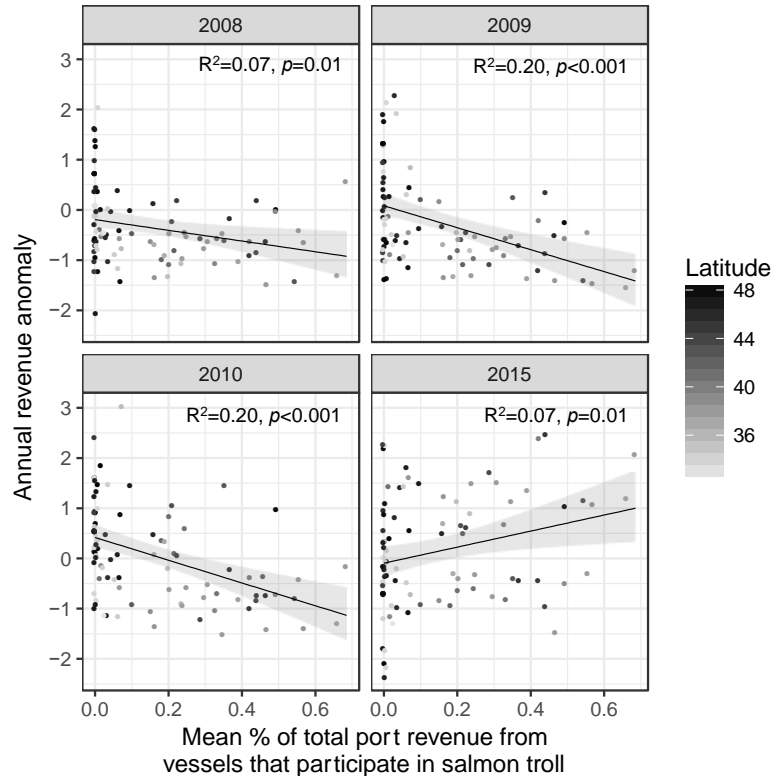 2008
2009
R²=0.07, p=0.01
R²=0.20, p<0.001
3
2
1
0
−1
−2
2010
2015
R²=0.20, p<0.001
R²=0.07, p=0.01
3
2
1
0
−1
−2
0.0 0.2 0.4 0.6
0.0 0.2 0.4 0.6
Annual revenue anomaly
Mean % of total port revenue from
vessels that participate in salmon troll
Latitude
48
44
40
36